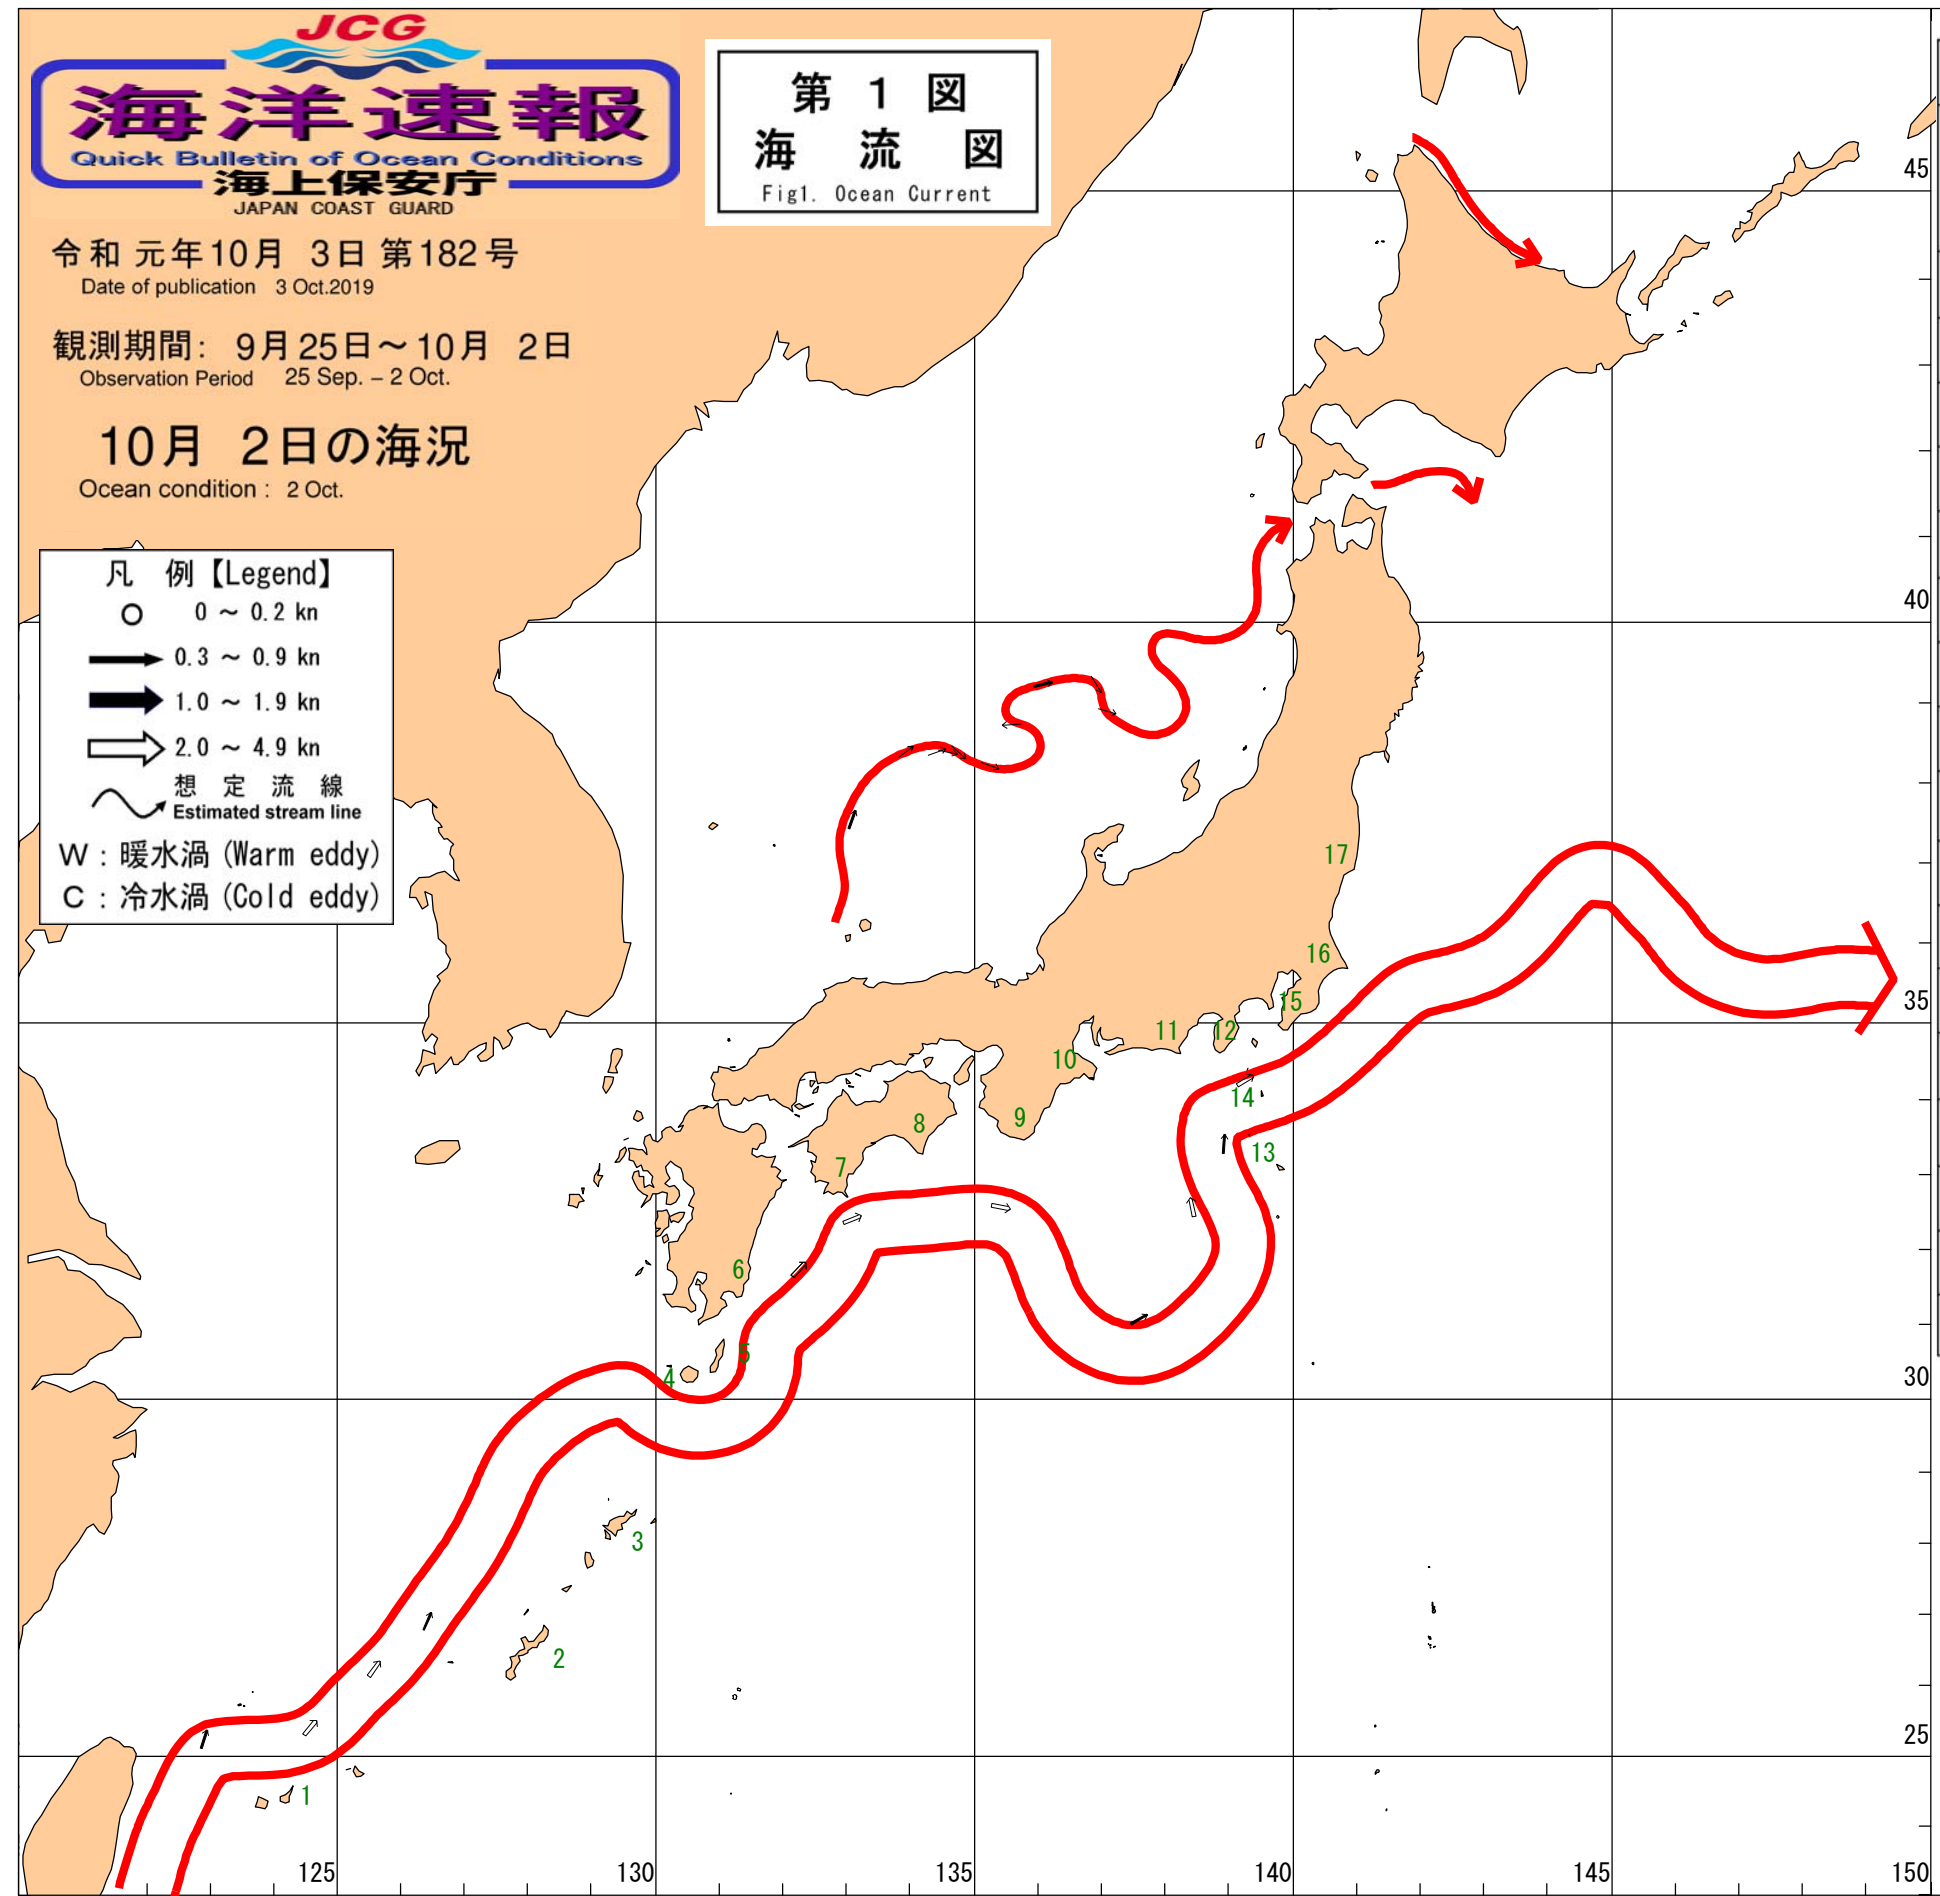 JCG
海洋速報
Quick Bulletin of Ocean Conditions
海上保安庁
JAPAN COAST GUARD
令和 元年10月 3日 第182号
Date of publication 3 Oct.2019
観測期間: 9月25日～10月 2日
Observation Period 25 Sep. – 2 Oct.
10月 2日の海況
Ocean condition : 2 Oct.
第 1 図
海 流 図
Fig1. Ocean Current
凡 例【Legend】
0 ～ 0.2 kn
0.3 ～ 0.9 kn
1.0 ～ 1.9 kn
2.0 ～ 4.9 kn
想 定 流 線
Estimated stream line
W : 暖水渦 (Warm eddy)
C : 冷水渦 (Cold eddy)
45
40
35
30
25
17
16
15
12
11
10
14
9
8
13
7
6
5
4
3
2
1
125
130
135
140
145
150